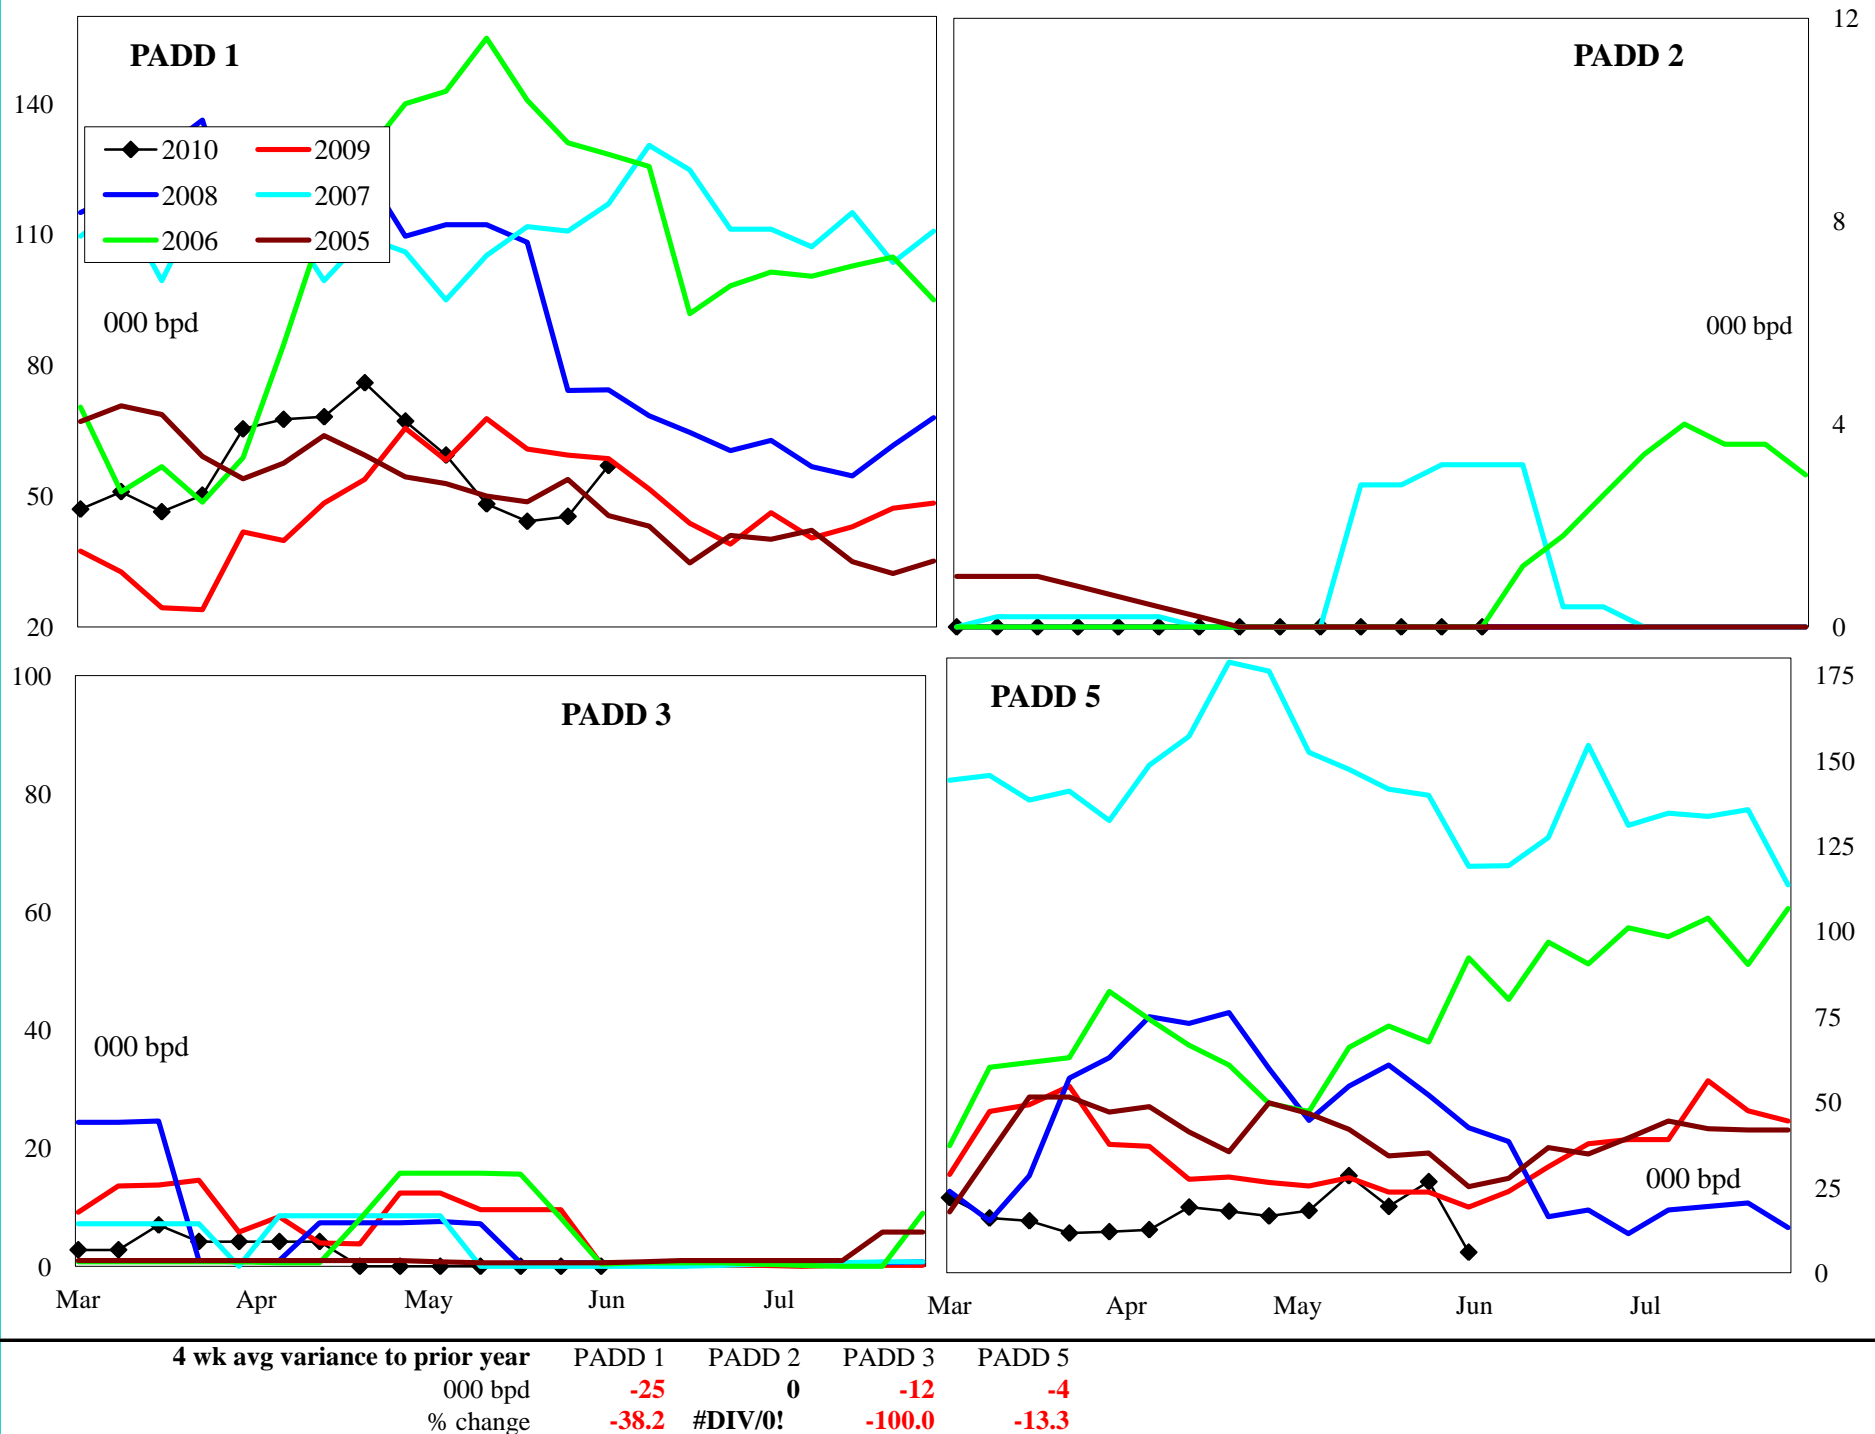 PADD 1
140
110
80
50
20
2010 2009
2008 2007
2006 2005
000 bpd
PADD 2
12
8
4
0
000 bpd
PADD 3
100
80
60
40
20
0
000 bpd
Mar Apr May Jun Jul
PADD 5
175
150
125
100
75
50
25
0
000 bpd
Mar Apr May Jun Jul
4 wk avg variance to prior year PADD 1 PADD 2 PADD 3 PADD 5
000 bpd -25 0 -12 -4
% change -38.2 #DIV/0! -100.0 -13.3